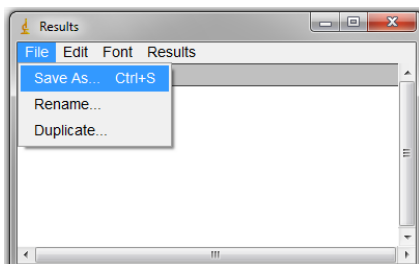 Results
File Edit Font Results
Save As... Ctrl+S
Rename...
Duplicate...